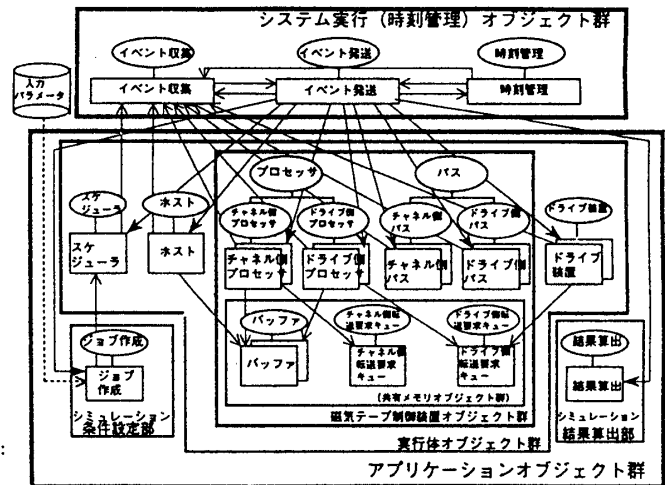 システム実行（時刻管理）オブジェクト群
イベント収集
イベント発送
時刻管理
イベント収集
イベント発送
時刻管理
入力
パラメータ
プロセッサ
バス
スケ
ジューラ
ホスト
チャネル側
プロセッサ
ドライブ側
プロセッサ
チャネル側
バス
ドライブ側
バス
ドライブ装置
スケ
ジューラ
ホスト
チャネル側
プロセッサ
ドライブ側
プロセッサ
チャネル側
バス
ドライブ側
バス
ドライブ
装置
バッファ
チャネル側転
送要求キュー
ドライブ側転
送要求キュー
バッファ
チャネル側
転送要求
キュー
ドライブ側
転送要求
キュー
(共有メモリオブジェクト群)
磁気テープ制御装置オブジェクト群
ジョブ作成
ジョブ
作成
シミュレーション
条件設定部
結果算出
結果算出
シミュレーション
結果算出部
実行体オブジェクト群
アプリケーションオブジェクト群
: